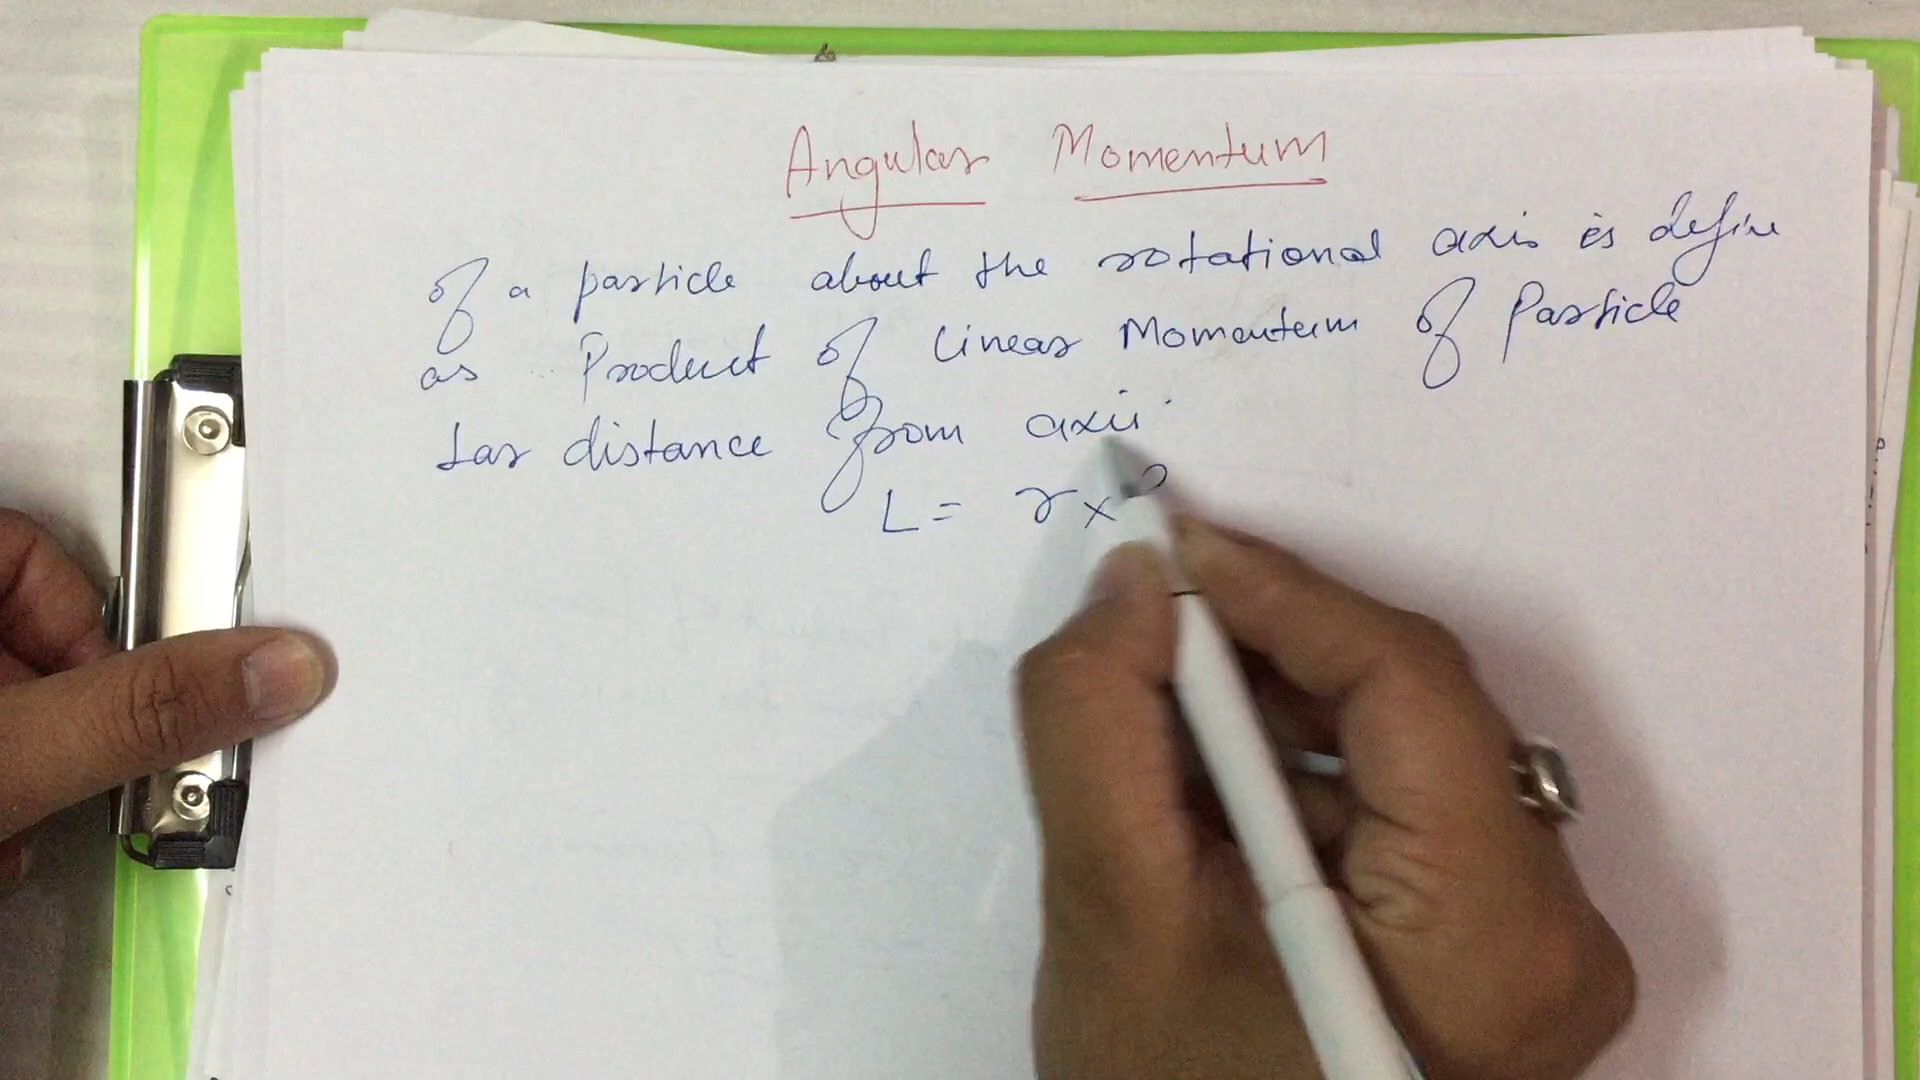 Angular Momentum
of a particle about the rotational axis is define
as Product of linear Momentum of Particle
distance from axis
L = r x P